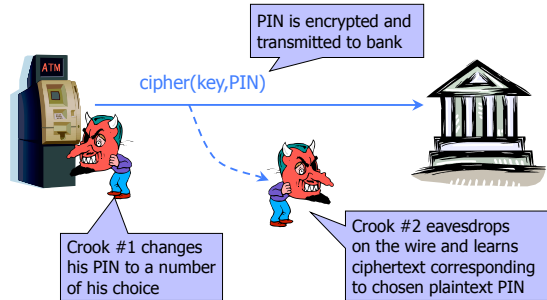 PIN is encrypted and
transmitted to bank
ATM
cipher(key,PIN)
Crook #1 changes
his PIN to a number
of his choice
Crook #2 eavesdrops
on the wire and learns
ciphertext corresponding
to chosen plaintext PIN